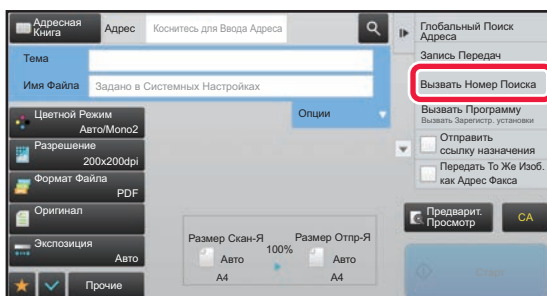 Адресная
Книга
Адрес
Коснитесь для Ввода Адреса
Тема
Имя Файла
Задано в Системных Настройках
Цветной Режим
Авто/Mono2
Опции
Разрешение
200x200dpi
Формат Файла
PDF
Оригинал
Экспозиция
Авто
Прочие
Размер Скан-Я
Авто
A4
100%
Размер Отпр-Я
Авто
A4
Глобальный Поиск
Адреса
Запись Передач
Вызвать Номер Поиска
Вызвать Программу
Вызвать Зарегистр. установки
Отправить
ссылку назначения
Передать То Же Изоб.
как Адрес Факса
Предварит.
Просмотр
CA